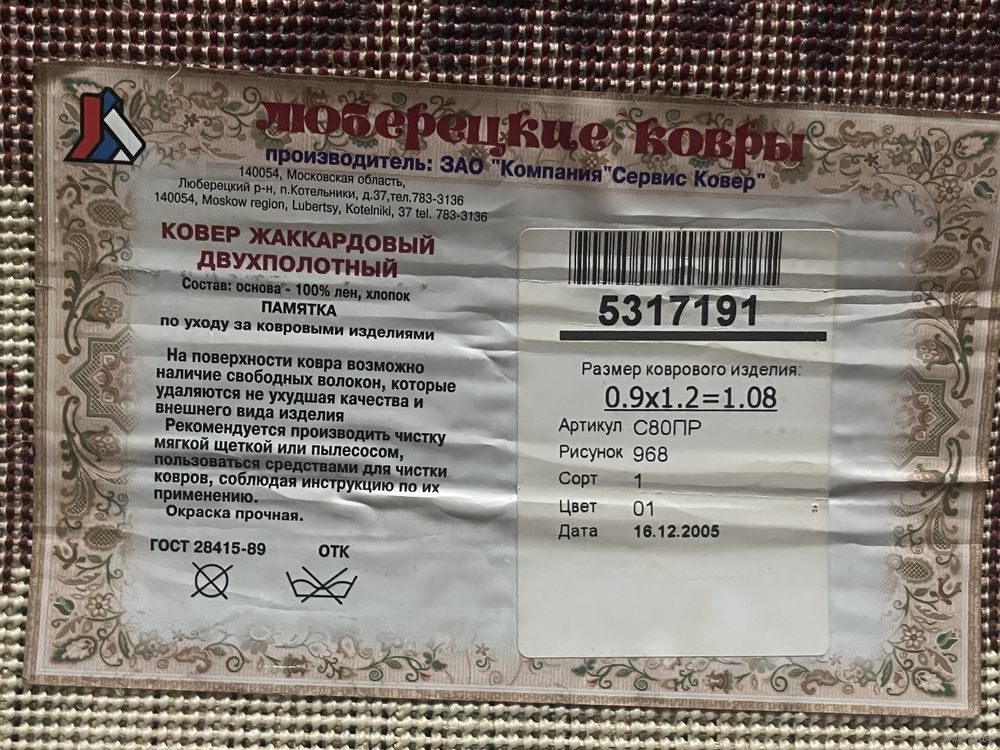 люберецкие ковры
производитель: ЗАО "Компания"Сервис Ковер"
140054, Московская область,
Люберецкий р-н, п.Котельники, д.37,тел.783-3136
140054, Moskow region, Lubertsy, Kotelniki, 37 tel. 783-3136
КОВЕР ЖАККАРДОВЫЙ
ДВУХПОЛОТНЫЙ
Состав: основа - 100% лен, хлопок
ПАМЯТКА
по уходу за ковровыми изделиями
На поверхности ковра возможно
наличие свободных волокон, которые
удаляются не ухудшая качества и
внешнего вида изделия
Рекомендуется производить чистку
мягкой щеткой или пылесосом,
пользоваться средствами для чистки
ковров, соблюдая инструкцию по их
применению.
Окраска прочная.
ГОСТ 28415-89 ОТК
5317191
Размер коврового изделия:
0.9x1.2=1.08
Артикул С80ПР
Рисунок 968
Сорт 1
Цвет 01
Дата 16.12.2005